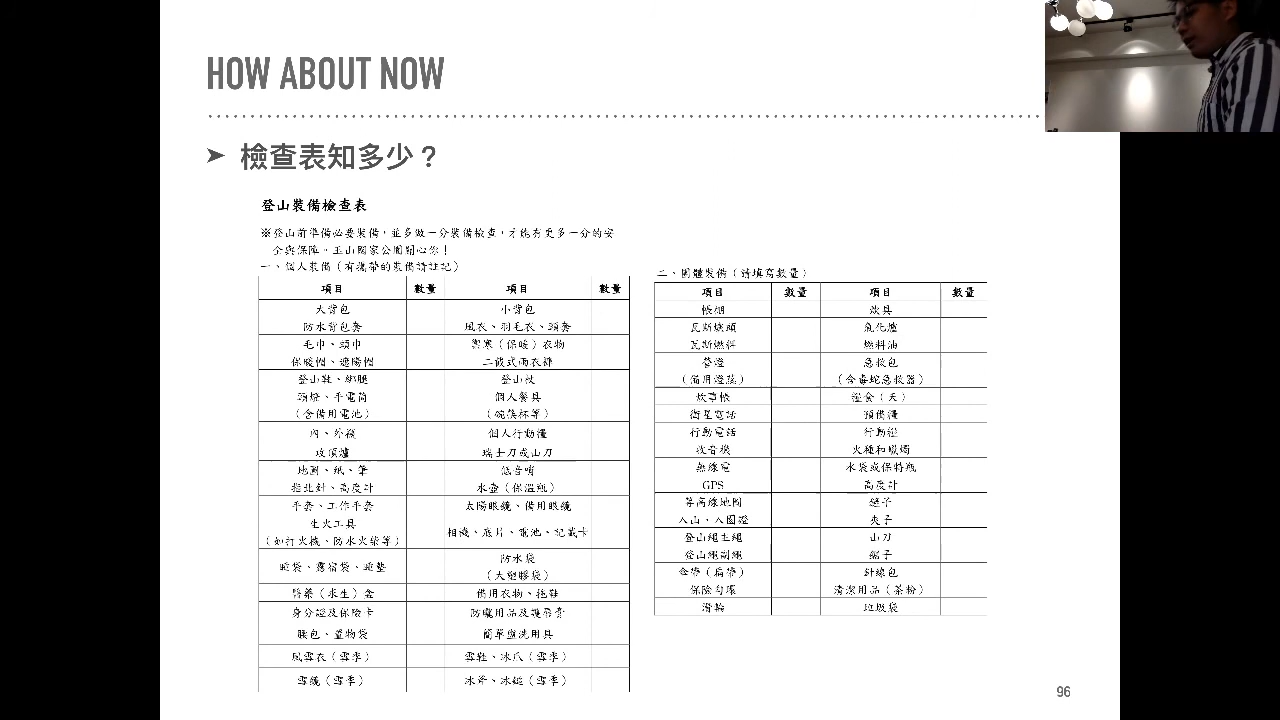 HOW ABOUT NOW
➤ 檢查表知多少？
登山裝備檢查表
※登山前準備必要裝備，並多做一分裝備檢查，才能有更多一分的安
全與保障。玉山國家公園關心你！
一、個人裝備（有攜帶的裝備請註記）
項目 數量 項目 數量
大背包 小背包
防水背包套 風衣、羽毛衣、頭套
毛巾、頭巾 禦寒（保暖）衣物
保暖帽、遮陽帽 二截式雨衣褲
登山鞋、綁腿 登山杖
頭燈、手電筒 個人餐具
（含備用電池） （碗筷杯等）
內、外襪 個人行動糧
攻頂爐 瑞士刀或山刀
地圖、紙、筆 低音哨
指北針、高度計 水壺（保溫瓶）
手套、工作手套 太陽眼鏡、備用眼鏡
生火工具
（如打火機、防水火柴等） 相機、底片、電池、記憶卡
睡袋、露宿袋、睡墊 防水袋
（大塑膠袋）
醫藥（求生）盒 備用衣物、拖鞋
身分證及保險卡 防曬用品及護唇膏
腰包、置物袋 簡單盥洗用具
風雪衣（雪季） 雪鞋、冰爪（雪季）
雪鏡（雪季） 冰斧、冰鎚（雪季）
二、團體裝備（請填寫數量）
項目 數量 項目 數量
帳棚 炊具
瓦斯爐頭 氣化爐
瓦斯燃料 燃料油
營燈 急救包
（備用燈蕊） （含毒蛇急救器）
炊事帳 糧食（天）
衛星電話 預備糧
行動電話 行動糧
收音機 火種和蠟燭
無線電 水袋或保特瓶
GPS 高度計
等高線地圖 鏟子
入山、入園證 夾子
登山繩主繩 山刀
登山繩副繩 鋸子
傘帶（扁帶） 針線包
保險勾環 清潔用品（茶粉）
滑輪 垃圾袋
96